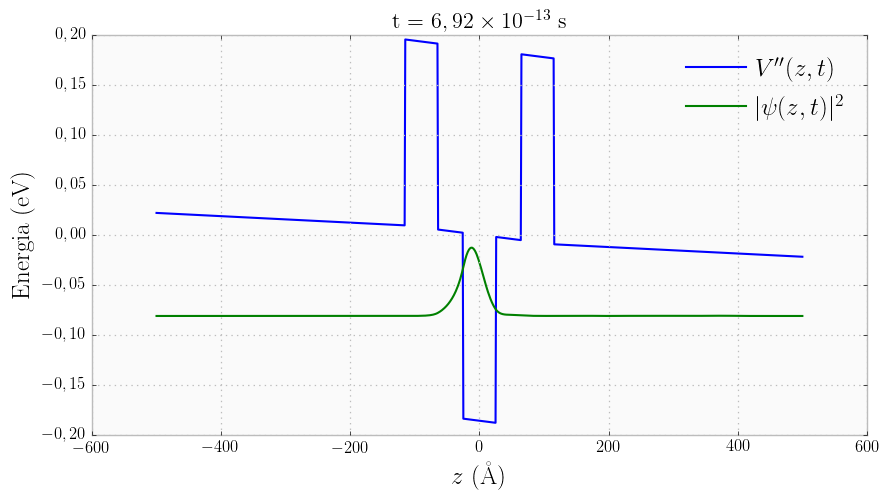 t = 6, 92 × 10⁻¹³ s
V″(z, t)
|ψ(z, t)|²
Energia (eV)
0, 20
0, 15
0, 10
0, 05
0, 00
−0, 05
−0, 10
−0, 15
−0, 20
−600 −400 −200 0 200 400 600
z (Å)